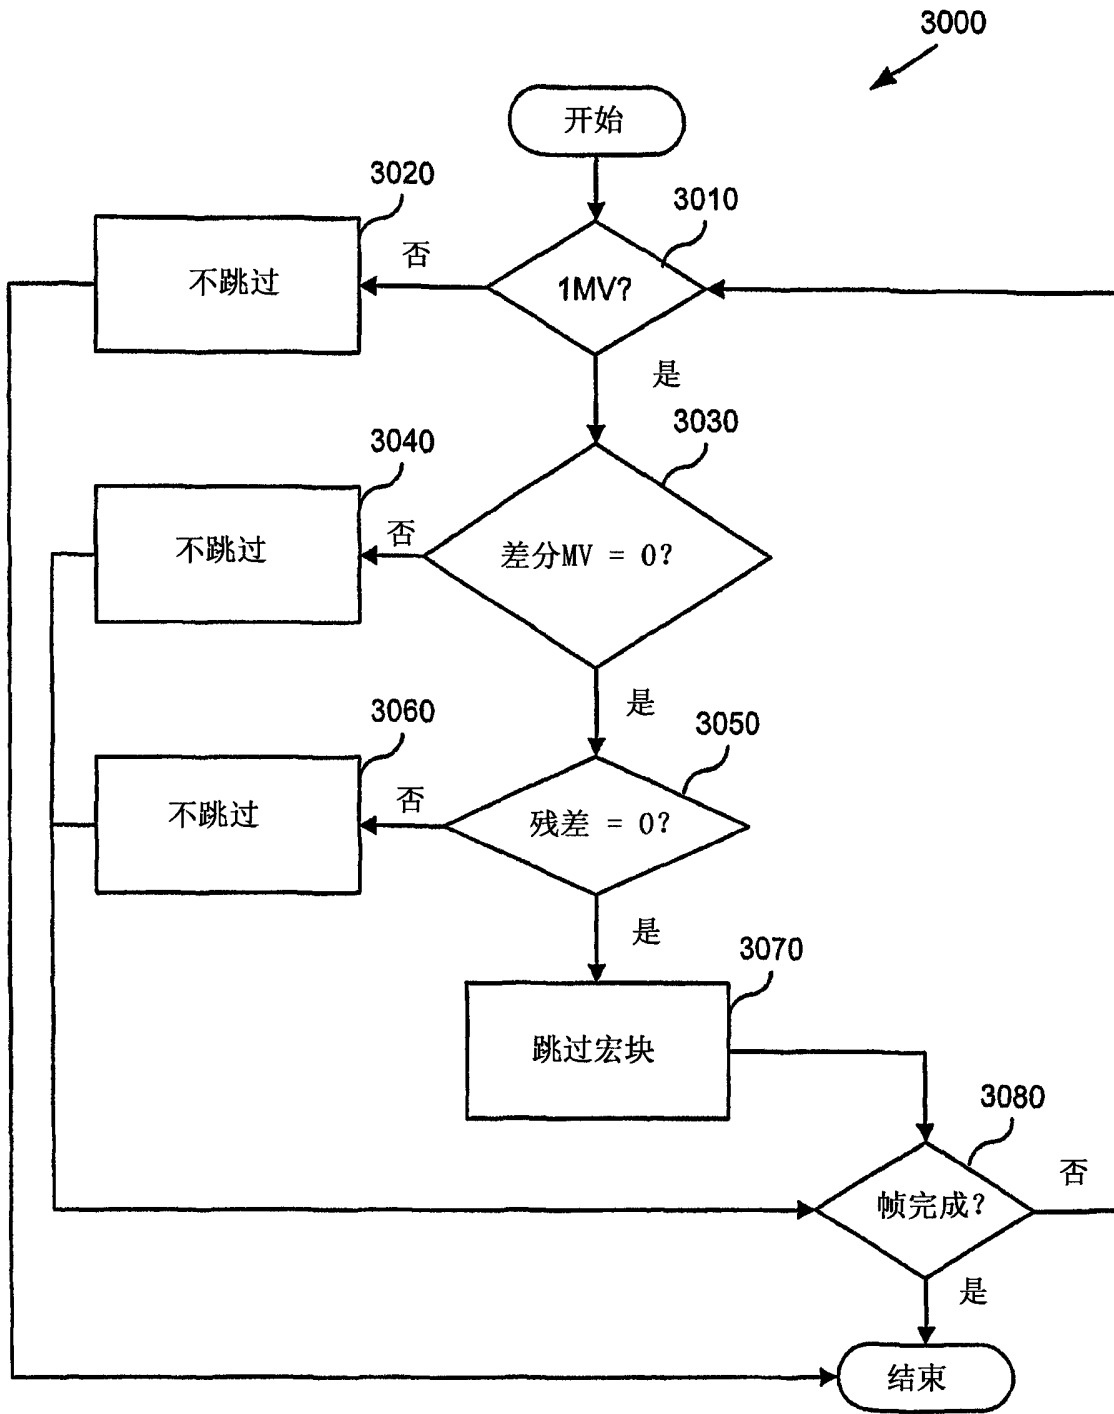 3000
开始
3020
3010
不跳过
否
1MV?
是
3040
3030
不跳过
否
差分MV = 0?
是
3060
3050
不跳过
否
残差 = 0?
是
3070
跳过宏块
3080
帧完成?
否
是
结束